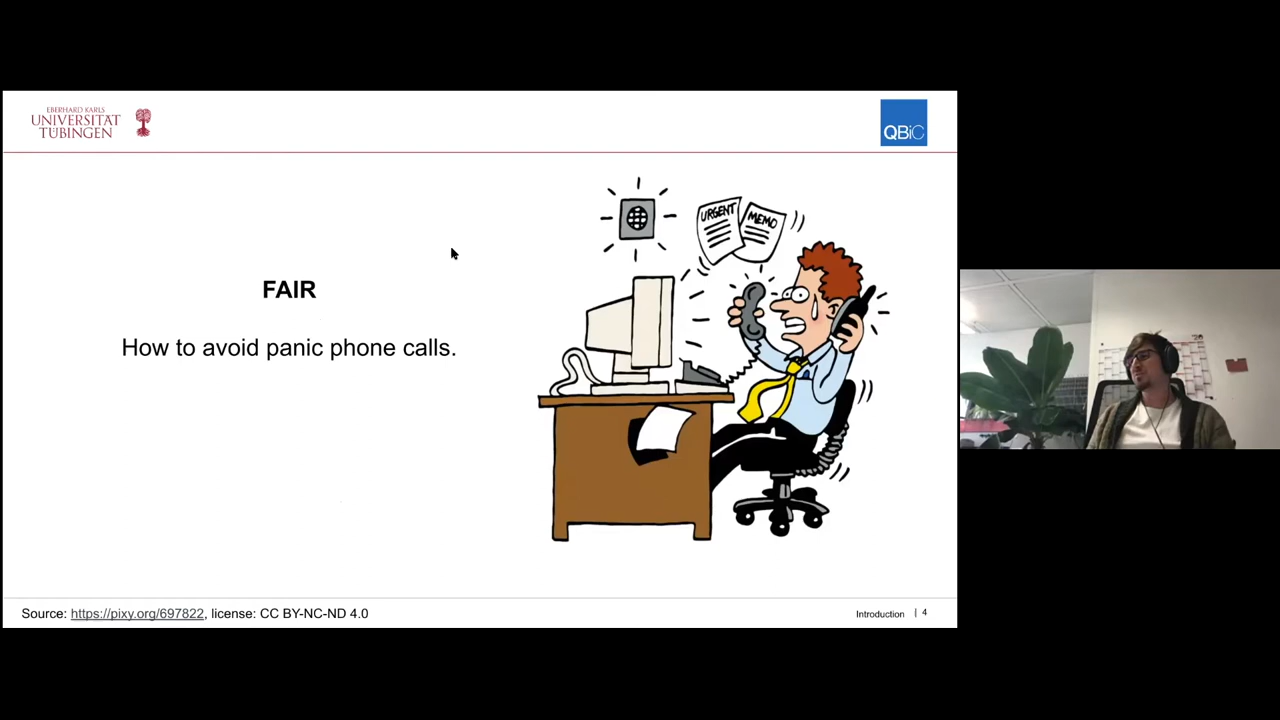 EBERHARD KARLS
UNIVERSITÄT
TÜBINGEN
QBiC
URGENT
MEMO
FAIR
How to avoid panic phone calls.
Source: https://pixy.org/697822, license: CC BY-NC-ND 4.0
Introduction | 4